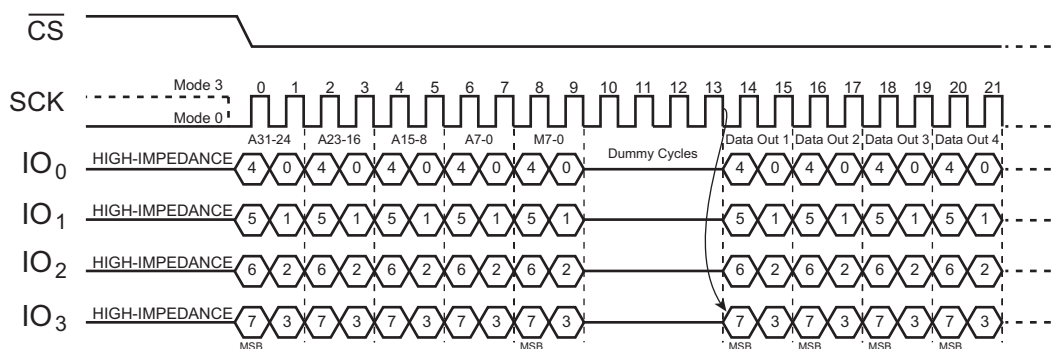 CS
SCK
Mode 3
Mode 0
0 1 2 3 4 5 6 7 8 9 10 11 12 13 14 15 16 17 18 19 20 21
A31-24 A23-16 A15-8 A7-0 M7-0 Dummy Cycles Data Out 1 Data Out 2 Data Out 3 Data Out 4
IO0 HIGH-IMPEDANCE 4 0 4 0 4 0 4 0 4 0 4 0 4 0 4 0 4 0
IO1 HIGH-IMPEDANCE 5 1 5 1 5 1 5 1 5 1 5 1 5 1 5 1 5 1
IO2 HIGH-IMPEDANCE 6 2 6 2 6 2 6 2 6 2 6 2 6 2 6 2 6 2
IO3 HIGH-IMPEDANCE 7 3 7 3 7 3 7 3 7 3 7 3 7 3 7 3 7 3
MSB MSB MSB MSB MSB MSB